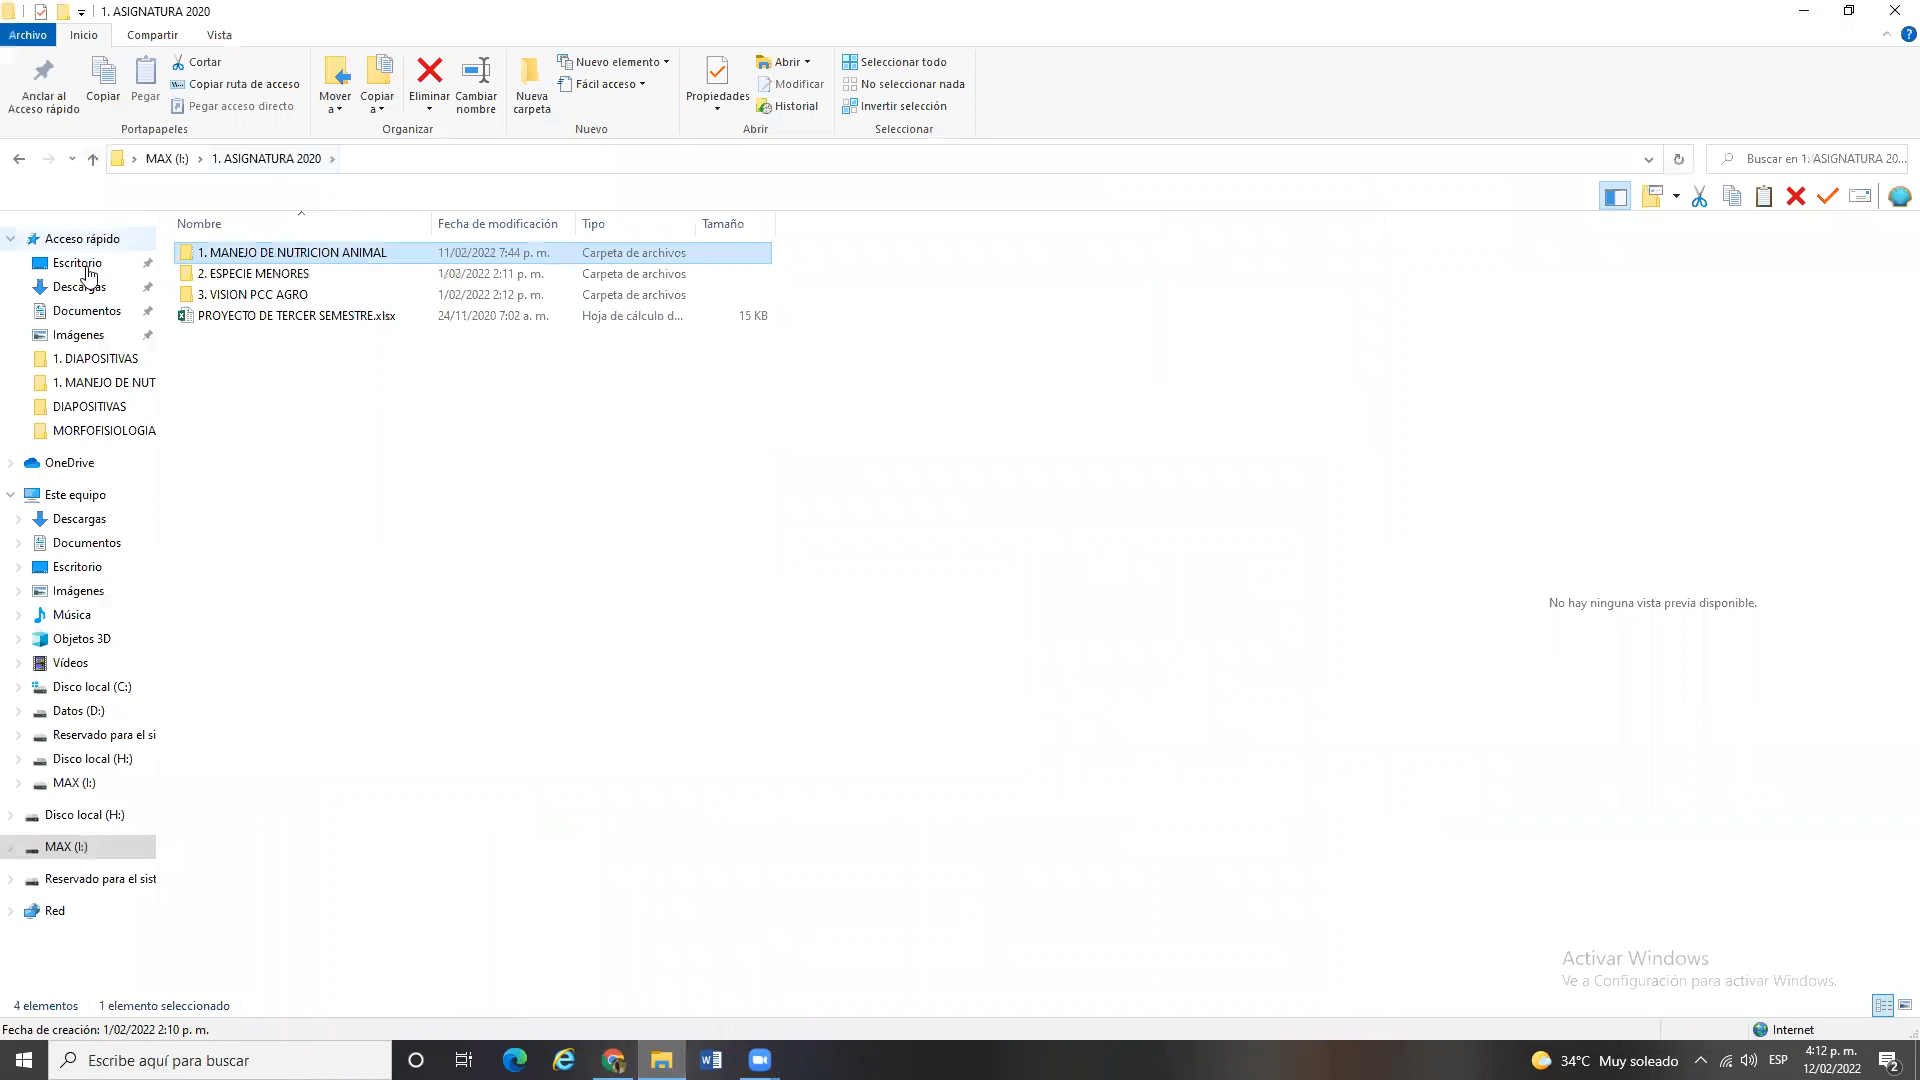 1. ASIGNATURA 2020
Archivo Inicio Compartir Vista
Anclar al Acceso rápido
Copiar
Pegar
Cortar
Copiar ruta de acceso
Pegar acceso directo
Portapapeles
Mover a
Copiar a
Eliminar
Cambiar nombre
Organizar
Nueva carpeta
Nuevo elemento
Fácil acceso
Nuevo
Propiedades
Abrir
Modificar
Historial
Abrir
Seleccionar todo
No seleccionar nada
Invertir selección
Seleccionar
MAX (I:) 1. ASIGNATURA 2020
Buscar en 1. ASIGNATURA 20...
Nombre Fecha de modificación Tipo Tamaño
1. MANEJO DE NUTRICION ANIMAL 11/02/2022 7:44 p. m. Carpeta de archivos
2. ESPECIE MENORES 1/02/2022 2:11 p. m. Carpeta de archivos
3. VISION PCC AGRO 1/02/2022 2:12 p. m. Carpeta de archivos
PROYECTO DE TERCER SEMESTRE.xlsx 24/11/2020 7:02 a. m. Hoja de cálculo d... 15 KB
Acceso rápido
Escritorio
Descargas
Documentos
Imágenes
1. DIAPOSITIVAS
1. MANEJO DE NUT
DIAPOSITIVAS
MORFOFISIOLOGIA
OneDrive
Este equipo
Descargas
Documentos
Escritorio
Imágenes
Música
Objetos 3D
Vídeos
Disco local (C:)
Datos (D:)
Reservado para el si
Disco local (H:)
MAX (I:)
Disco local (H:)
MAX (I:)
Reservado para el sist
Red
No hay ninguna vista previa disponible.
Activar Windows
Ve a Configuración para activar Windows.
4 elementos 1 elemento seleccionado
Fecha de creación: 1/02/2022 2:10 p. m.
Internet
Escribe aquí para buscar
34°C Muy soleado
ESP
4:12 p. m.
12/02/2022
2